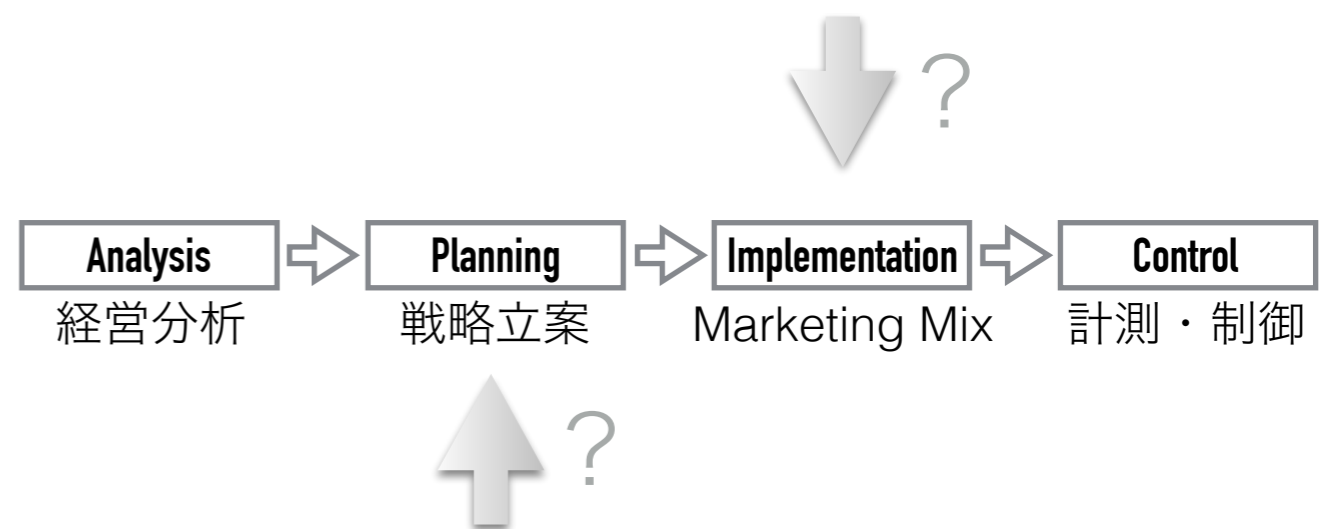 ?
Analysis
Planning
Implementation
Control
経営分析
戦略立案
Marketing Mix
計測・制御
?